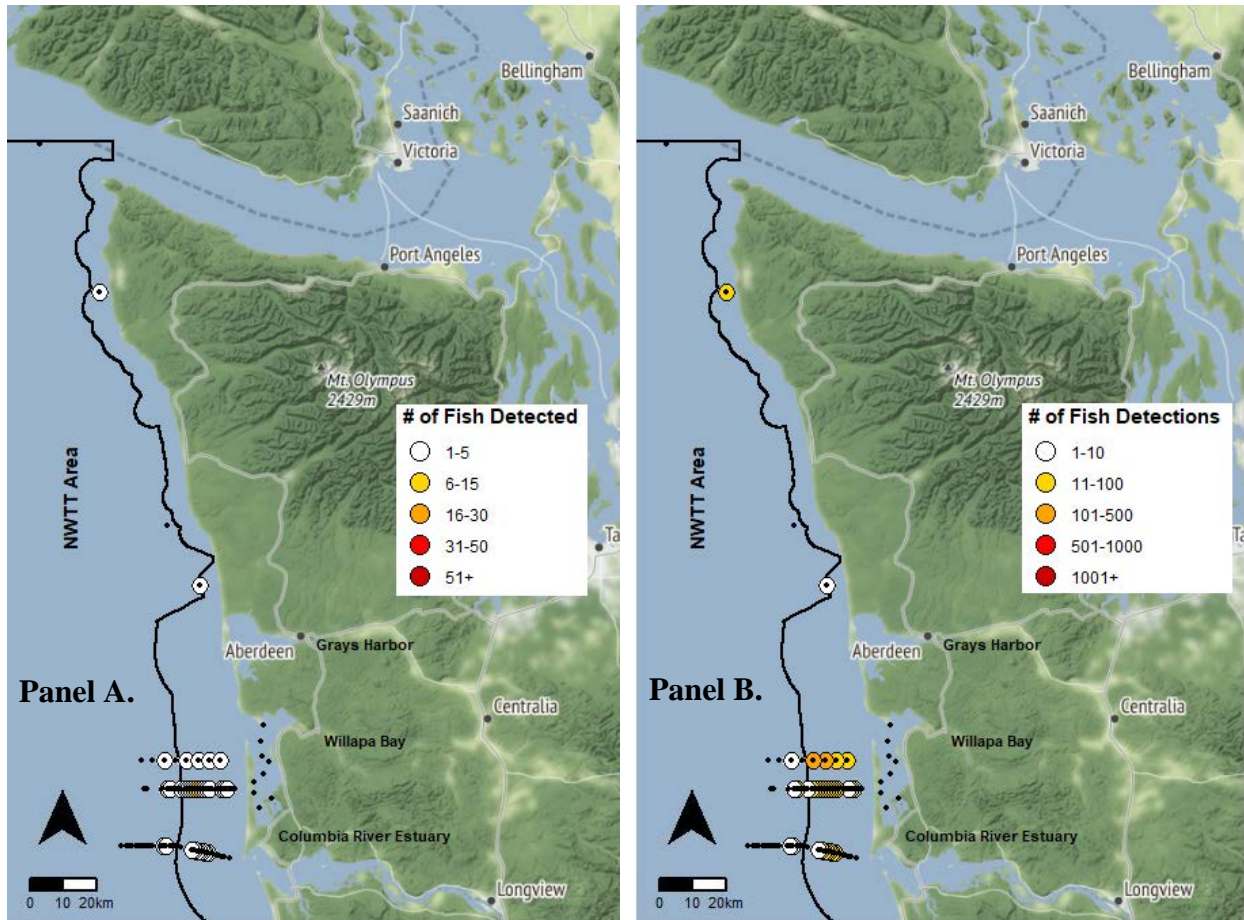 Bellingham
Saanich
Victoria
Port Angeles
Mt. Olympus
2429m
# of Fish Detected
1-5
6-15
16-30
31-50
51+
NWTT Area
Ta
Grays Harbor
Aberdeen
Panel A.
Centralia
Willapa Bay
Columbia River Estuary
Longview
0 10 20km
Bellingham
Saanich
Victoria
Port Angeles
Mt. Olympus
2429m
# of Fish Detections
1-10
11-100
101-500
501-1000
1001+
NWTT Area
Ta
Grays Harbor
Aberdeen
Panel B.
Centralia
Willapa Bay
Columbia River Estuary
Longview
0 10 20km